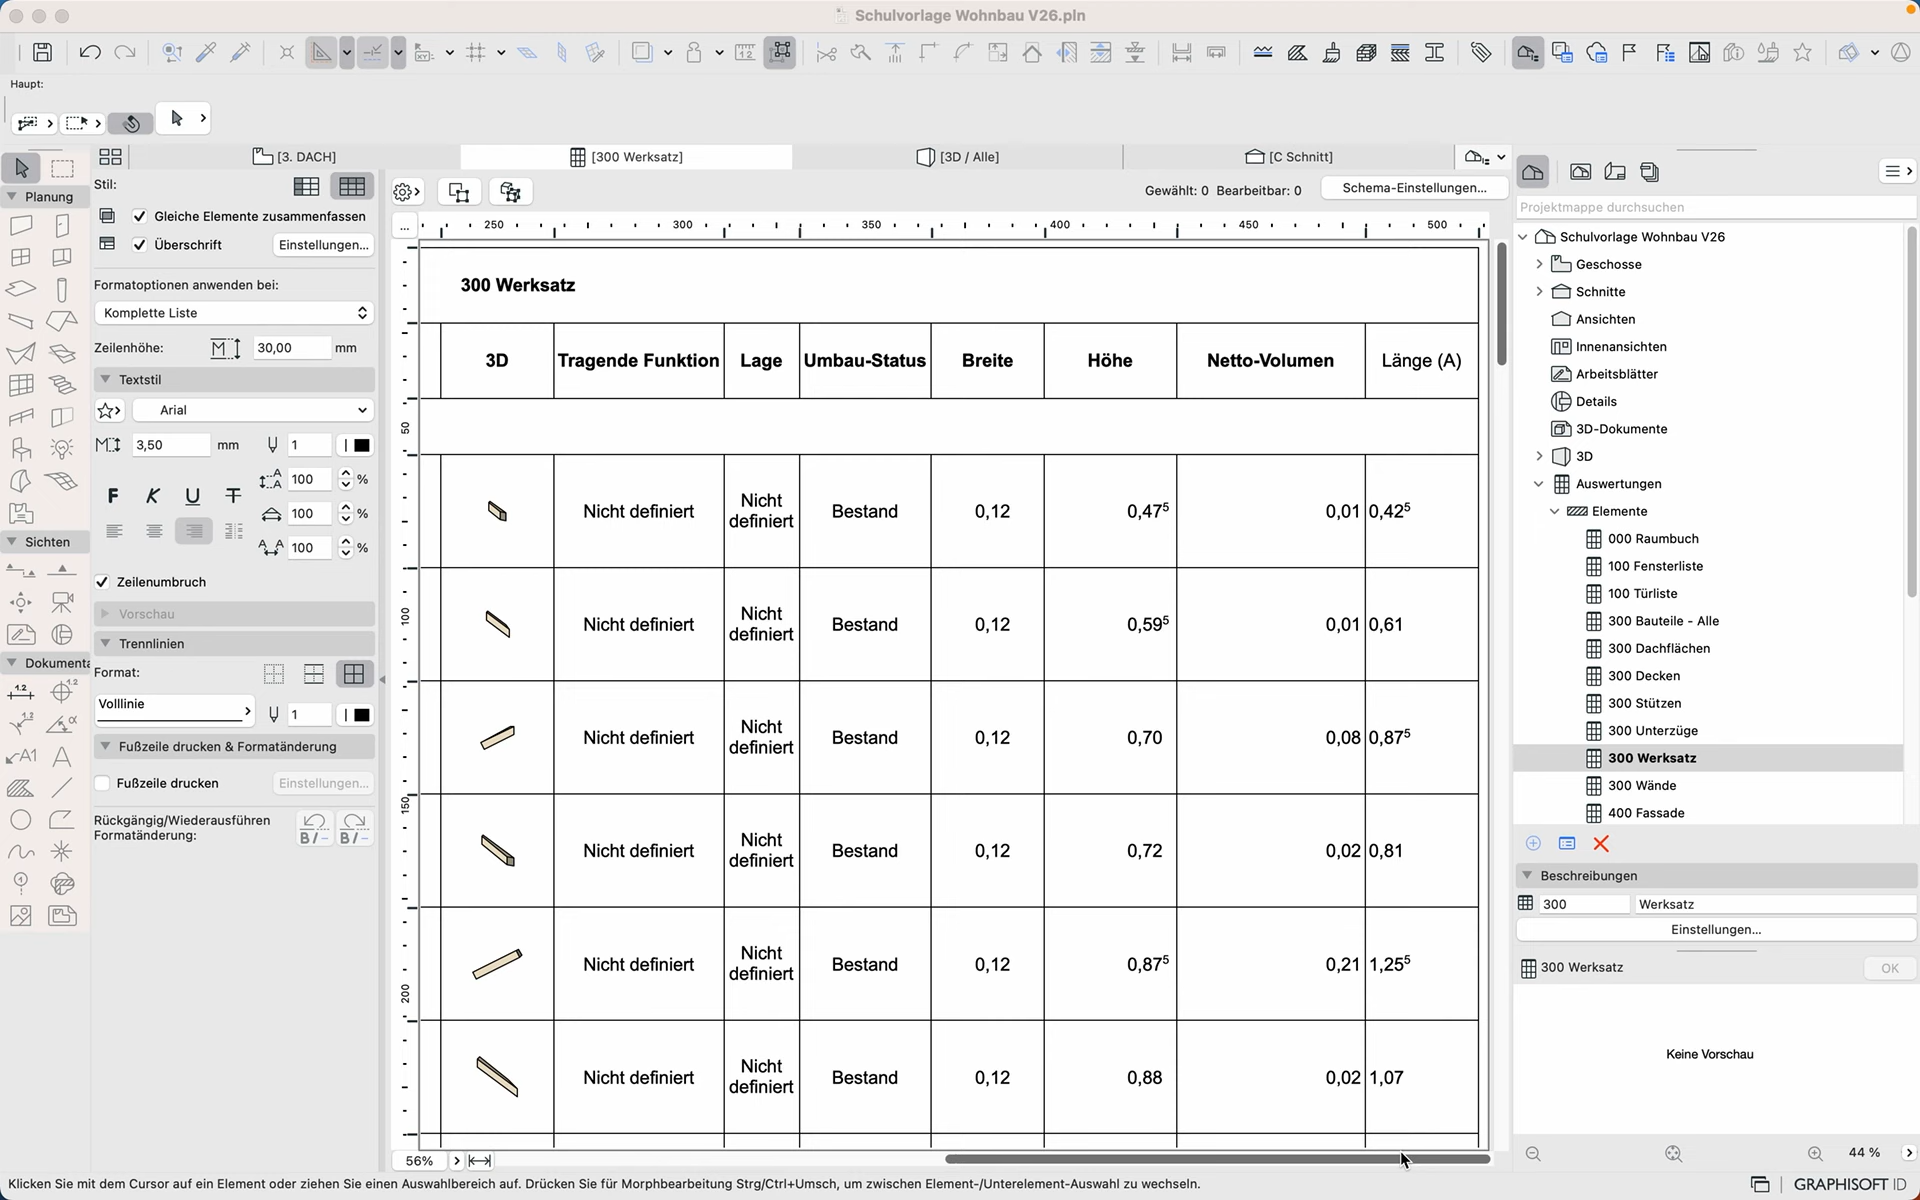 Schulvorlage Wohnbau V26.pln
Haupt:
[3. DACH]
[300 Werksatz]
[3D / Alle]
[C Schnitt]
Stil:
Planung
Gleiche Elemente zusammenfassen
Überschrift
Einstellungen...
Formatoptionen anwenden bei:
Komplette Liste
Zeilenhöhe:
30,00
mm
Textstil
Arial
3,50
mm
1
100
%
F K U T
100
%
100
%
Sichten
Zeilenumbruch
Vorschau
Trennlinien
Dokumenta
Format:
Volllinie
1
Fußzeile drucken & Formatänderung
Fußzeile drucken
Einstellungen...
Rückgängig/Wiederausführen
Formatänderung:
Gewählt: 0 Bearbeitbar: 0
Schema-Einstellungen...
... 250 300 350 400 450 500
50
100
150
200
300 Werksatz
3D Tragende Funktion Lage Umbau-Status Breite Höhe Netto-Volumen Länge (A)
Nicht definiert Nicht definiert Bestand 0,12 0,47⁵ 0,01 0,42⁵
Nicht definiert Nicht definiert Bestand 0,12 0,59⁵ 0,01 0,61
Nicht definiert Nicht definiert Bestand 0,12 0,70 0,08 0,87⁵
Nicht definiert Nicht definiert Bestand 0,12 0,72 0,02 0,81
Nicht definiert Nicht definiert Bestand 0,12 0,87⁵ 0,21 1,25⁵
Nicht definiert Nicht definiert Bestand 0,12 0,88 0,02 1,07
56%
Projektmappe durchsuchen
Schulvorlage Wohnbau V26
Geschosse
Schnitte
Ansichten
Innenansichten
Arbeitsblätter
Details
3D-Dokumente
3D
Auswertungen
Elemente
000 Raumbuch
100 Fensterliste
100 Türliste
300 Bauteile - Alle
300 Dachflächen
300 Decken
300 Stützen
300 Unterzüge
300 Werksatz
300 Wände
400 Fassade
Beschreibungen
300
Werksatz
Einstellungen...
300 Werksatz
OK
Keine Vorschau
44 %
Klicken Sie mit dem Cursor auf ein Element oder ziehen Sie einen Auswahlbereich auf. Drücken Sie für Morphbearbeitung Strg/Ctrl+Umsch, um zwischen Element-/Unterelement-Auswahl zu wechseln.
GRAPHISOFT ID